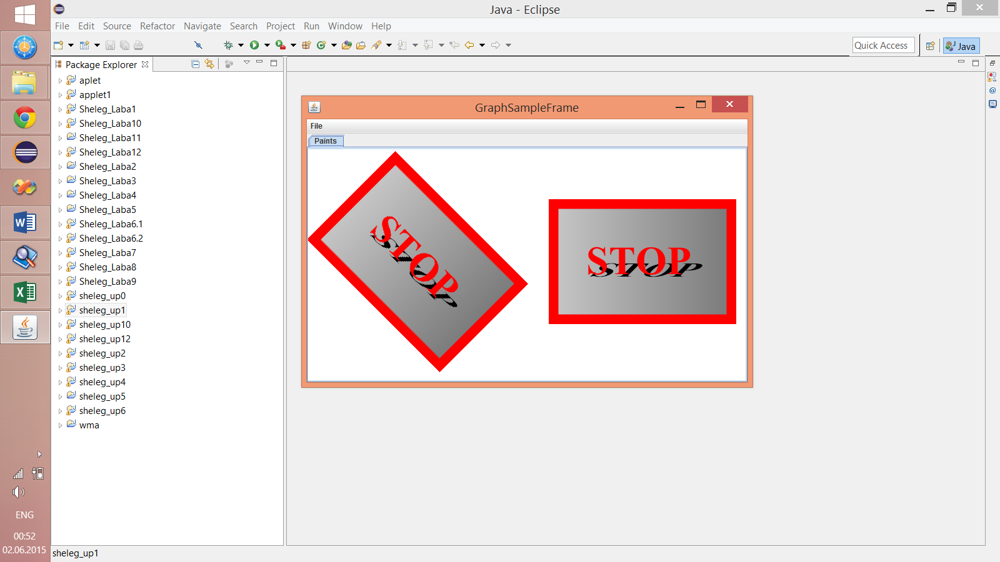 Java - Eclipse
File Edit Source Refactor Navigate Search Project Run Window Help
Quick Access
Java
Package Explorer
aplet
applet1
Sheleg_Laba1
Sheleg_Laba10
Sheleg_Laba11
Sheleg_Laba12
Sheleg_Laba2
Sheleg_Laba3
Sheleg_Laba4
Sheleg_Laba5
Sheleg_Laba6.1
Sheleg_Laba6.2
Sheleg_Laba7
Sheleg_Laba8
Sheleg_Laba9
sheleg_up0
sheleg_up1
sheleg_up10
sheleg_up12
sheleg_up2
sheleg_up3
sheleg_up4
sheleg_up5
sheleg_up6
wma
GraphSampleFrame
File
Paints
STOP
STOP
STOP
STOP
ENG
00:52
02.06.2015
sheleg_up1